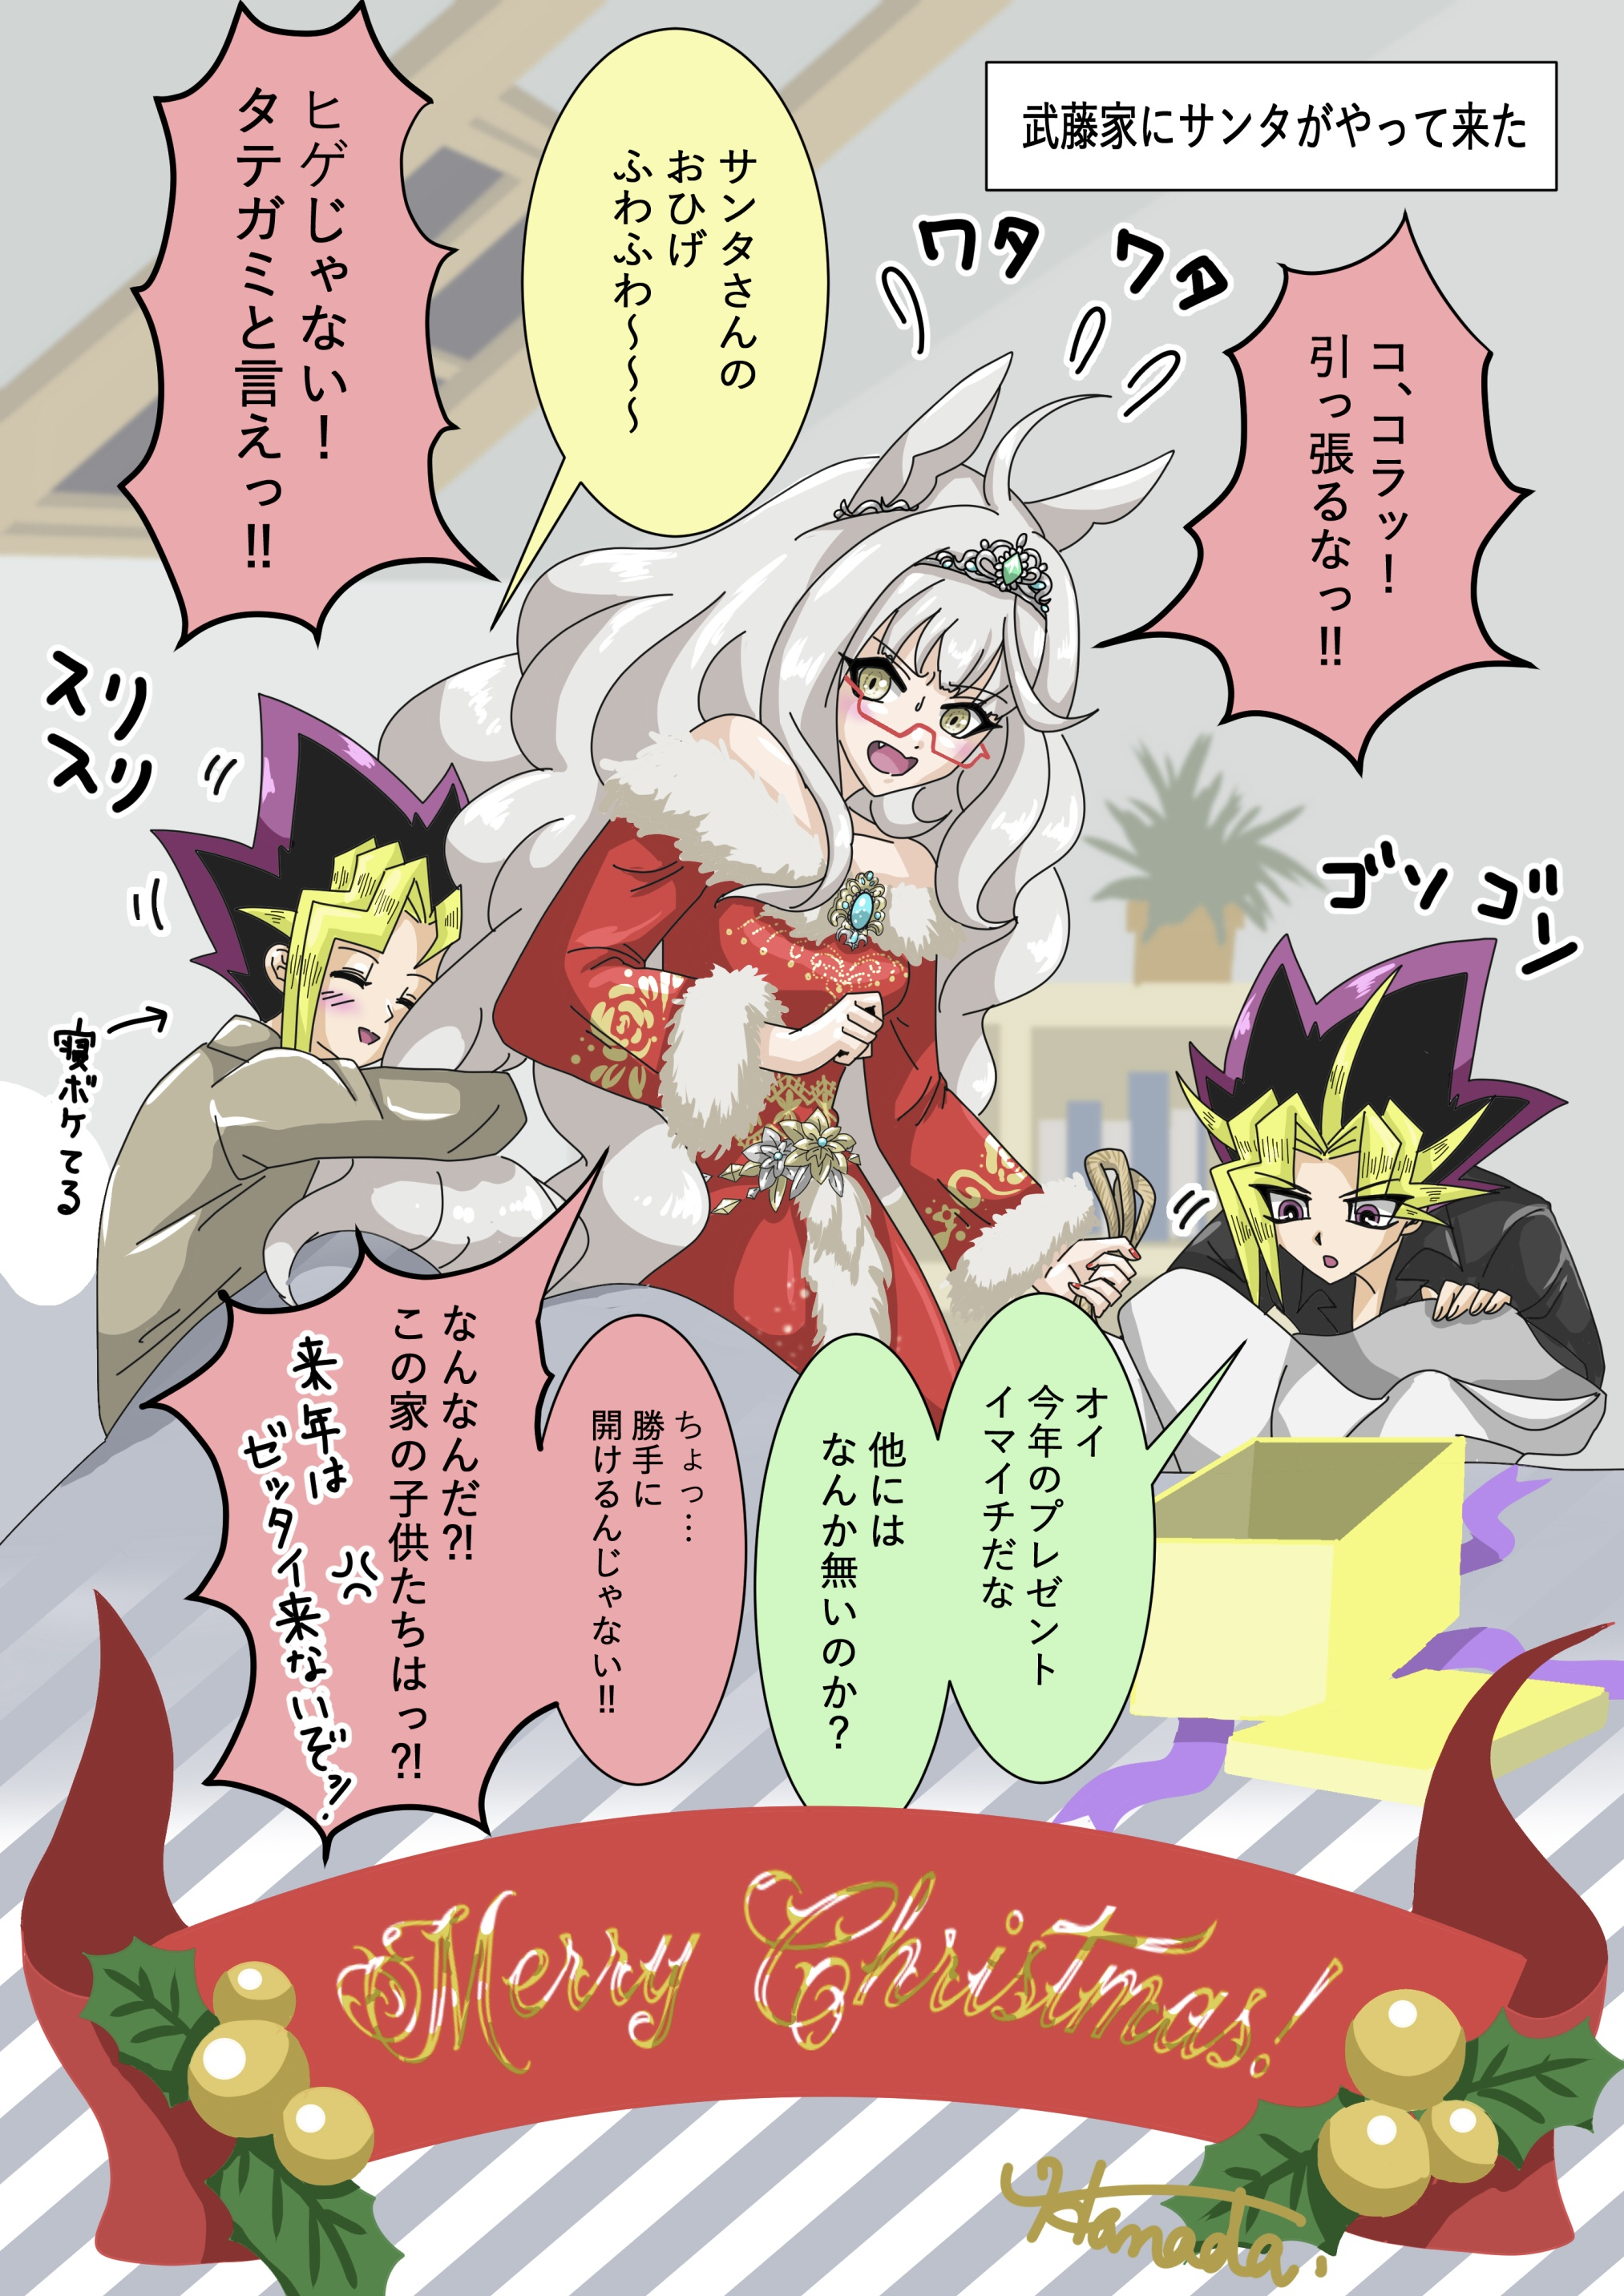 武藤家にサンタがやって来た
コ、コラッ！
引っ張るなっ!!
ワタ
ワタ
サンタさんの
おひげ
ふわふわ～～～
ヒゲじゃない！
タテガミと言えっ!!
スリ
スリ
寝ボケてる
ゴソ
ゴソ
オイ
今年のプレゼント
イマイチだな
他には
なんか無いのか？
ちょっ…
勝手に
開けるんじゃない!!
なんなんだ?!
この家の子供たちはっ?!
来年は
ゼッタイ来ないぞッ!
Merry Christmas!
Hanada.